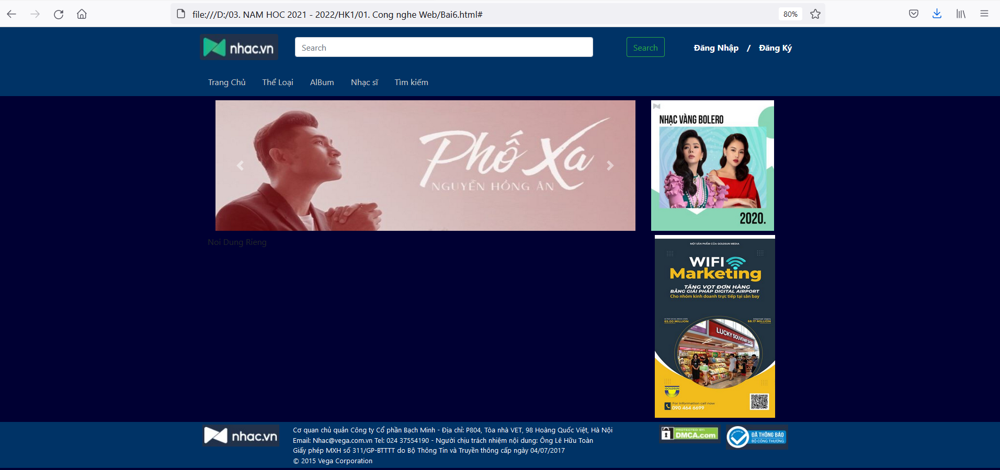 file:///D:/03. NAM HOC 2021 - 2022/HK1/01. Cong nghe Web/Bai6.html#
80%
nhac.vn
Search
Search
Đăng Nhập / Đăng Ký
Trang Chủ
Thể Loại
AlBum
Nhạc sĩ
Tìm kiếm
Phố Xa
NGUYỄN HỒNG ÂN
NHẠC VÀNG BOLERO
2020.
Noi Dung Rieng
MỘT SẢN PHẨM CỦA GOLDSUN MEDIA
WIFI
Marketing
TĂNG VỌT ĐƠN HÀNG
BẰNG GIẢI PHÁP DIGITAL AIRPORT
Cho nhóm kinh doanh trực tiếp tại sân bay
ACTIVE SOCIAL MEDIA USERS
65.00 MILLION
Internet Users
68.17 MILLION
LUCKY SOUVENIR SHOP
GOLDSUN
For information call now
090 464 6699
nhac.vn
Cơ quan chủ quản Công ty Cổ phần Bạch Minh - Địa chỉ: P804, Tòa nhà VET, 98 Hoàng Quốc Việt, Hà Nội
Email: Nhac@vega.com.vn Tel: 024 37554190 - Người chịu trách nhiệm nội dung: Ông Lê Hữu Toàn
Giấy phép MXH số 311/GP-BTTTT do Bộ Thông Tin và Truyền thông cấp ngày 04/07/2017
© 2015 Vega Corporation
PROTECTED BY
DMCA.com
ĐÃ THÔNG BÁO
BỘ CÔNG THƯƠNG